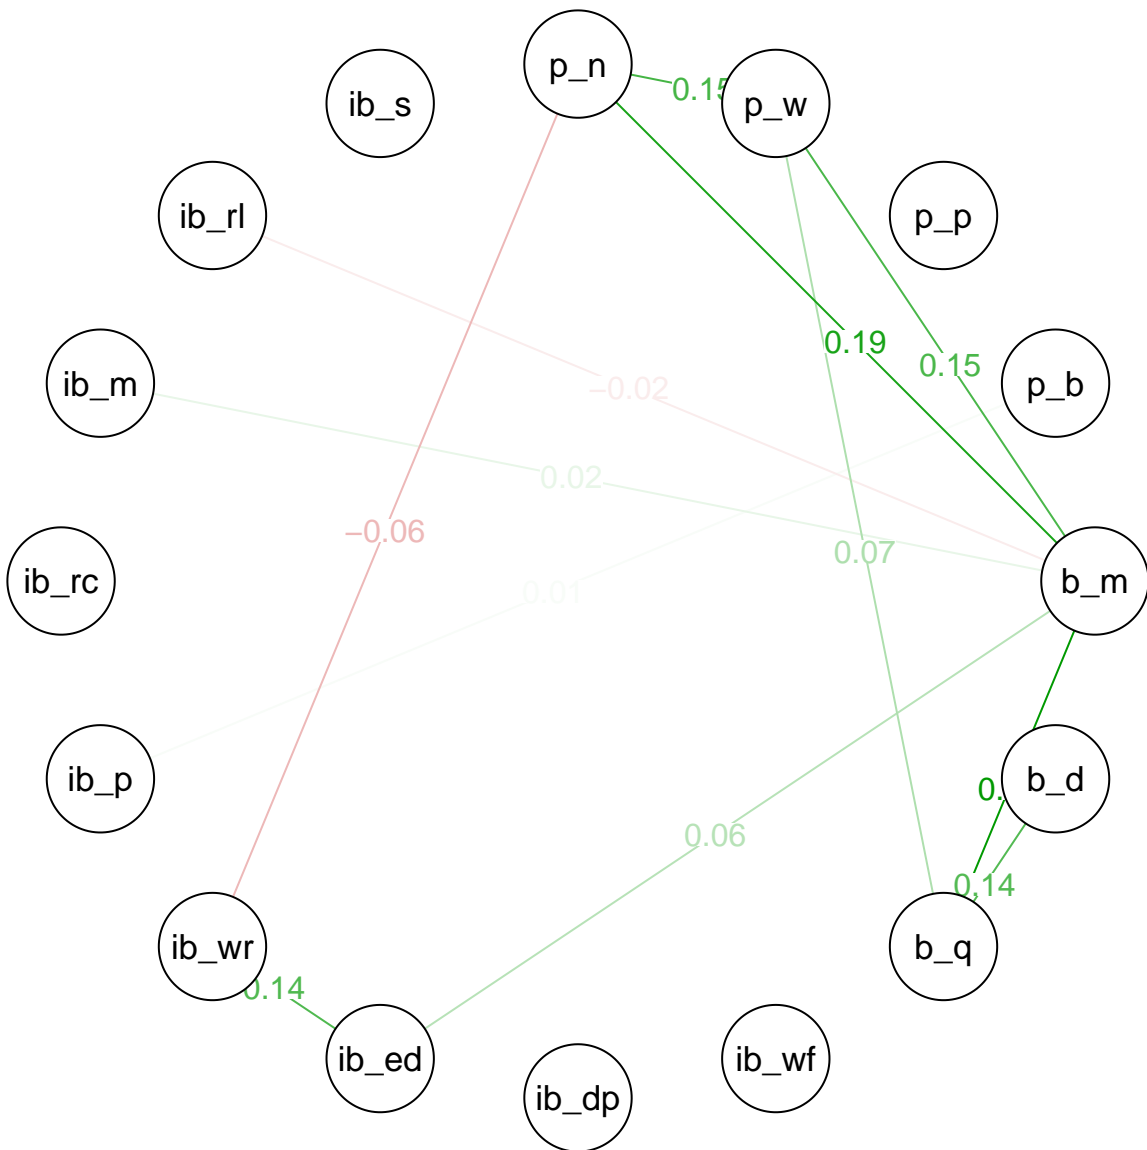 p_n
ib_s
0.15
p_w
ib_rl
p_p
0.19
0.15
ib_m
−0.02
p_b
0.02
−0.06
0.07
ib_rc
0.01
b_m
ib_p
b_d
0.06
0.14
ib_wr
b_q
0.14
ib_ed
ib_wf
ib_dp